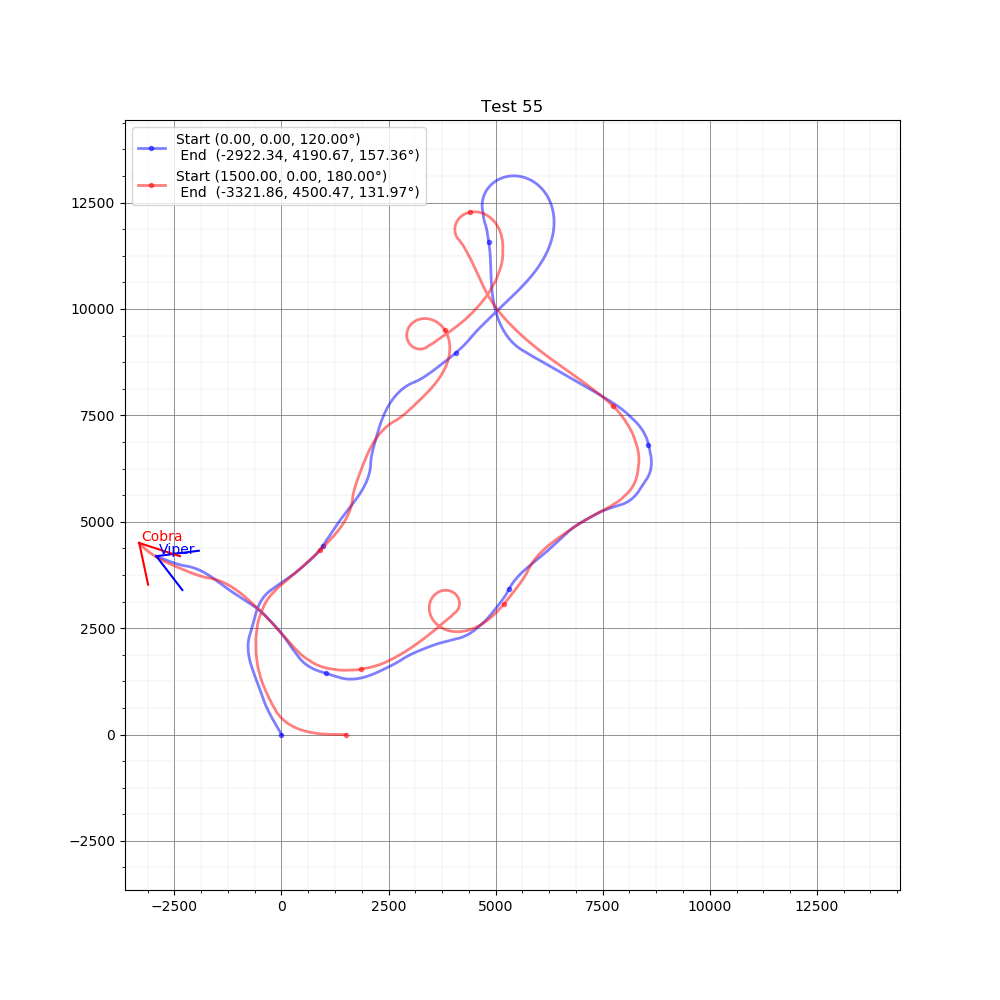 Test 55
Start (0.00, 0.00, 120.00°)
End (-2922.34, 4190.67, 157.36°)
Start (1500.00, 0.00, 180.00°)
End (-3321.86, 4500.47, 131.97°)
12500
10000
7500
5000
2500
0
−2500
Cobra
Viper
−2500 0 2500 5000 7500 10000 12500